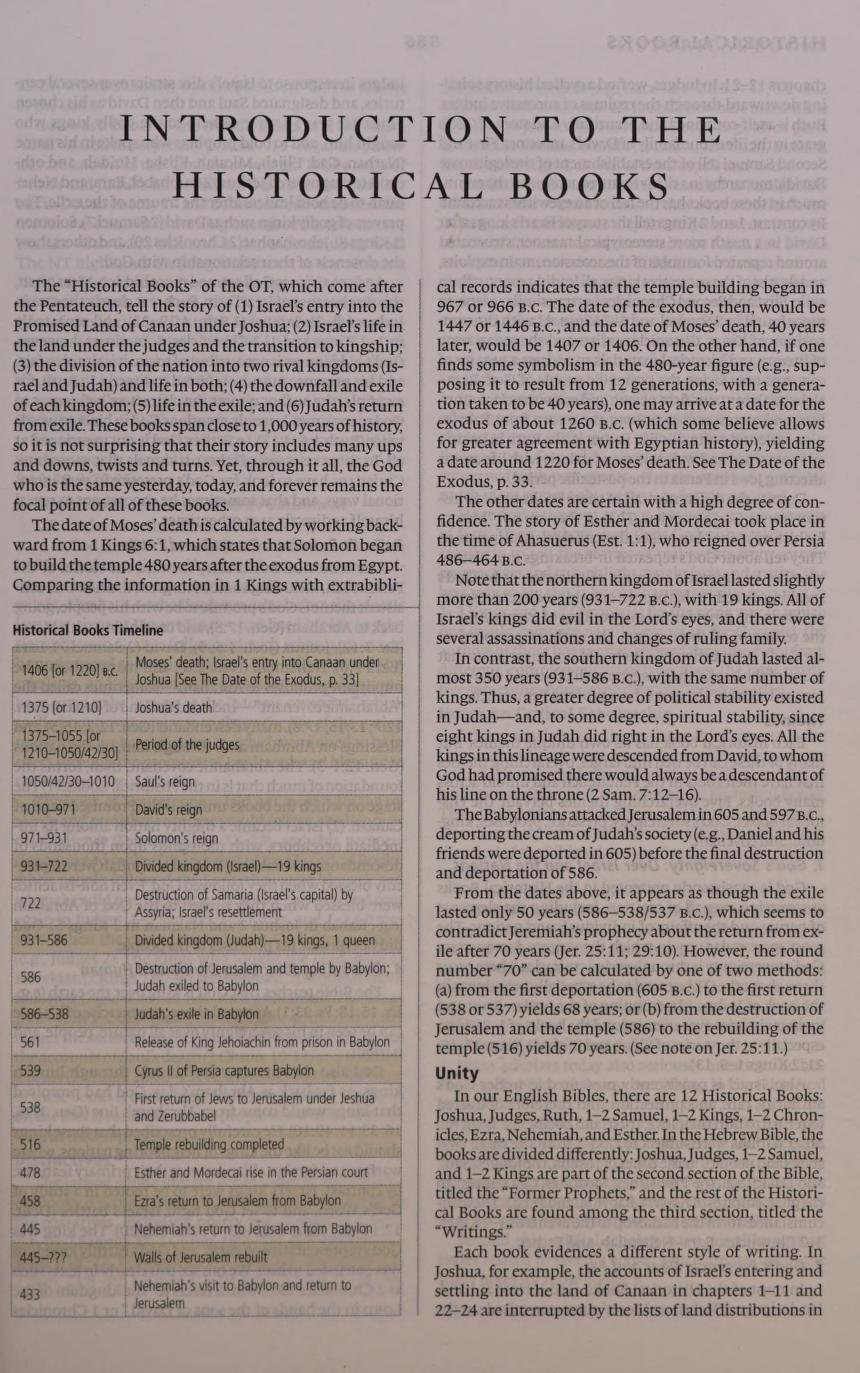 INTRODUCTION TO THE
HISTORICAL BOOKS
The “Historical Books” of the OT, which come after
the Pentateuch, tell the story of (1) Israel’s entry into the
Promised Land of Canaan under Joshua; (2) Israel’s life in
the land under the judges and the transition to kingship;
(3) the division of the nation into two rival kingdoms (Is-
rael and Judah) and life in both; (4) the downfall and exile
of each kingdom; (5) life in the exile; and (6) Judah’s return
from exile. These books span close to 1,000 years of history,
so it is not surprising that their story includes many ups
and downs, twists and turns. Yet, through it all, the God
who is the same yesterday, today, and forever remains the
focal point of all of these books.
The date of Moses’ death is calculated by working back-
ward from 1 Kings 6:1, which states that Solomon began
to build the temple 480 years after the exodus from Egypt.
Comparing the information in 1 Kings with extrabibli-
Historical Books Timeline
1406 [or 1220] B.C. Moses’ death; Israel’s entry into Canaan under
Joshua [See The Date of the Exodus, p. 33]
1375 [or 1210] Joshua’s death
1375–1055 [or
1210–1050/42/30] Period of the judges
1050/42/30–1010 Saul’s reign
1010–971 David’s reign
971–931 Solomon’s reign
931–722 Divided kingdom (Israel)—19 kings
722 Destruction of Samaria (Israel’s capital) by
Assyria; Israel’s resettlement
931–586 Divided kingdom (Judah)—19 kings, 1 queen
586 Destruction of Jerusalem and temple by Babylon;
Judah exiled to Babylon
586–538 Judah’s exile in Babylon
561 Release of King Jehoiachin from prison in Babylon
539 Cyrus II of Persia captures Babylon
538 First return of Jews to Jerusalem under Jeshua
and Zerubbabel
516 Temple rebuilding completed
478 Esther and Mordecai rise in the Persian court
458 Ezra’s return to Jerusalem from Babylon
445 Nehemiah’s return to Jerusalem from Babylon
445–??? Walls of Jerusalem rebuilt
433 Nehemiah’s visit to Babylon and return to
Jerusalem
cal records indicates that the temple building began in
967 or 966 B.C. The date of the exodus, then, would be
1447 or 1446 B.C., and the date of Moses’ death, 40 years
later, would be 1407 or 1406. On the other hand, if one
finds some symbolism in the 480-year figure (e.g., sup-
posing it to result from 12 generations, with a genera-
tion taken to be 40 years), one may arrive at a date for the
exodus of about 1260 B.C. (which some believe allows
for greater agreement with Egyptian history), yielding
a date around 1220 for Moses’ death. See The Date of the
Exodus, p. 33.
The other dates are certain with a high degree of con-
fidence. The story of Esther and Mordecai took place in
the time of Ahasuerus (Est. 1:1), who reigned over Persia
486–464 B.C.
Note that the northern kingdom of Israel lasted slightly
more than 200 years (931–722 B.C.), with 19 kings. All of
Israel’s kings did evil in the Lord’s eyes, and there were
several assassinations and changes of ruling family.
In contrast, the southern kingdom of Judah lasted al-
most 350 years (931–586 B.C.), with the same number of
kings. Thus, a greater degree of political stability existed
in Judah—and, to some degree, spiritual stability, since
eight kings in Judah did right in the Lord’s eyes. All the
kings in this lineage were descended from David, to whom
God had promised there would always be a descendant of
his line on the throne (2 Sam. 7:12–16).
The Babylonians attacked Jerusalem in 605 and 597 B.C.,
deporting the cream of Judah’s society (e.g., Daniel and his
friends were deported in 605) before the final destruction
and deportation of 586.
From the dates above, it appears as though the exile
lasted only 50 years (586–538/537 B.C.), which seems to
contradict Jeremiah’s prophecy about the return from ex-
ile after 70 years (Jer. 25:11; 29:10). However, the round
number “70” can be calculated by one of two methods:
(a) from the first deportation (605 B.C.) to the first return
(538 or 537) yields 68 years; or (b) from the destruction of
Jerusalem and the temple (586) to the rebuilding of the
temple (516) yields 70 years. (See note on Jer. 25:11.)
Unity
In our English Bibles, there are 12 Historical Books:
Joshua, Judges, Ruth, 1–2 Samuel, 1–2 Kings, 1–2 Chron-
icles, Ezra, Nehemiah, and Esther. In the Hebrew Bible, the
books are divided differently: Joshua, Judges, 1–2 Samuel,
and 1–2 Kings are part of the second section of the Bible,
titled the “Former Prophets,” and the rest of the Histori-
cal Books are found among the third section, titled the
“Writings.”
Each book evidences a different style of writing. In
Joshua, for example, the accounts of Israel’s entering and
settling into the land of Canaan in chapters 1–11 and
22–24 are interrupted by the lists of land distributions in